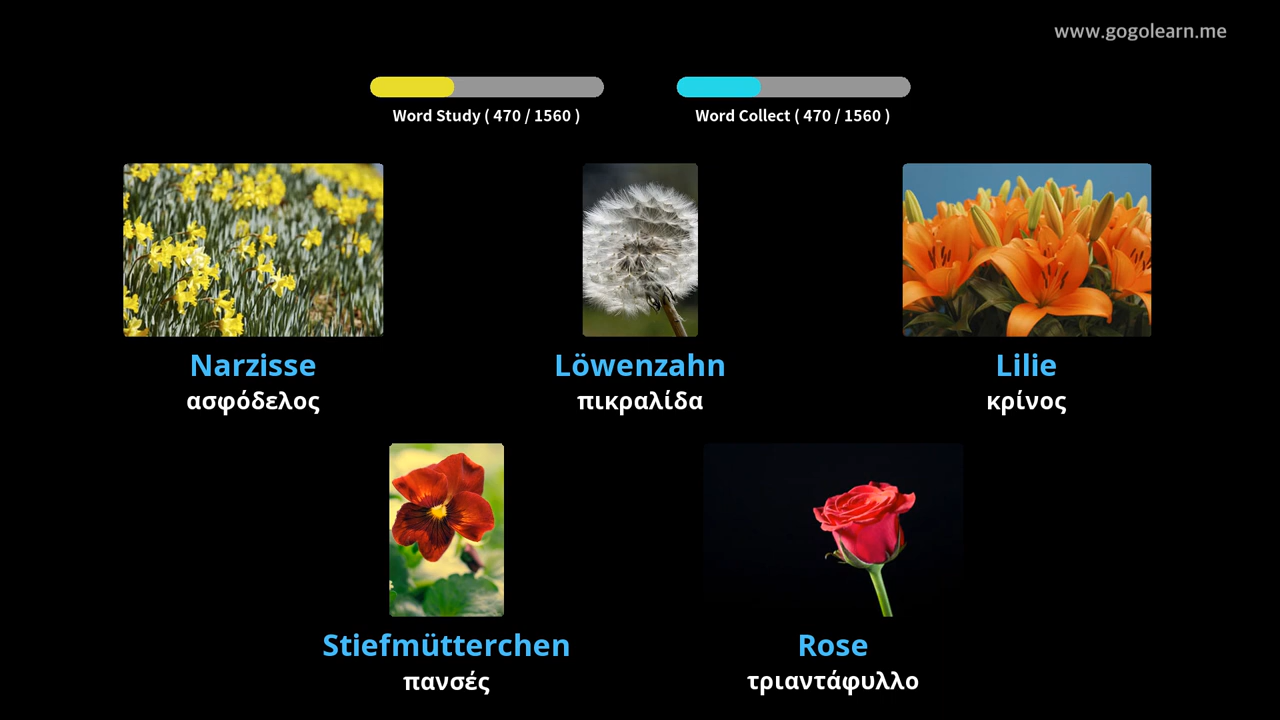 www.gogolearn.me
Word Study ( 470 / 1560 )
Word Collect ( 470 / 1560 )
Narzisse
ασφόδελος
Löwenzahn
πικραλίδα
Lilie
κρίνος
Stiefmütterchen
πανσές
Rose
τριαντάφυλλο